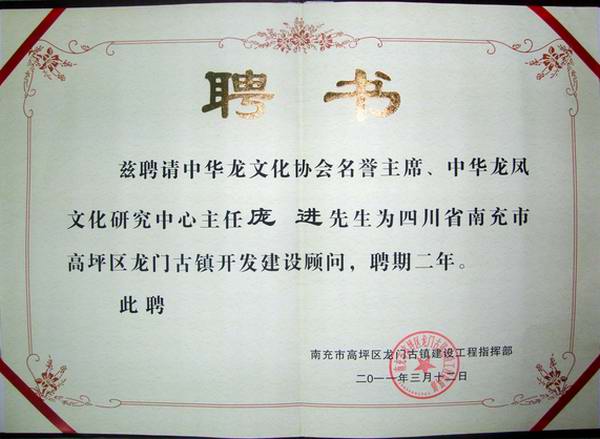 聘书
兹聘请中华龙文化协会名誉主席、中华龙凤
文化研究中心主任庞进先生为四川省南充市
高坪区龙门古镇开发建设顾问，聘期二年。
此聘
南充市高坪区龙门古镇建设工程指挥部
二〇一一年三月十二日